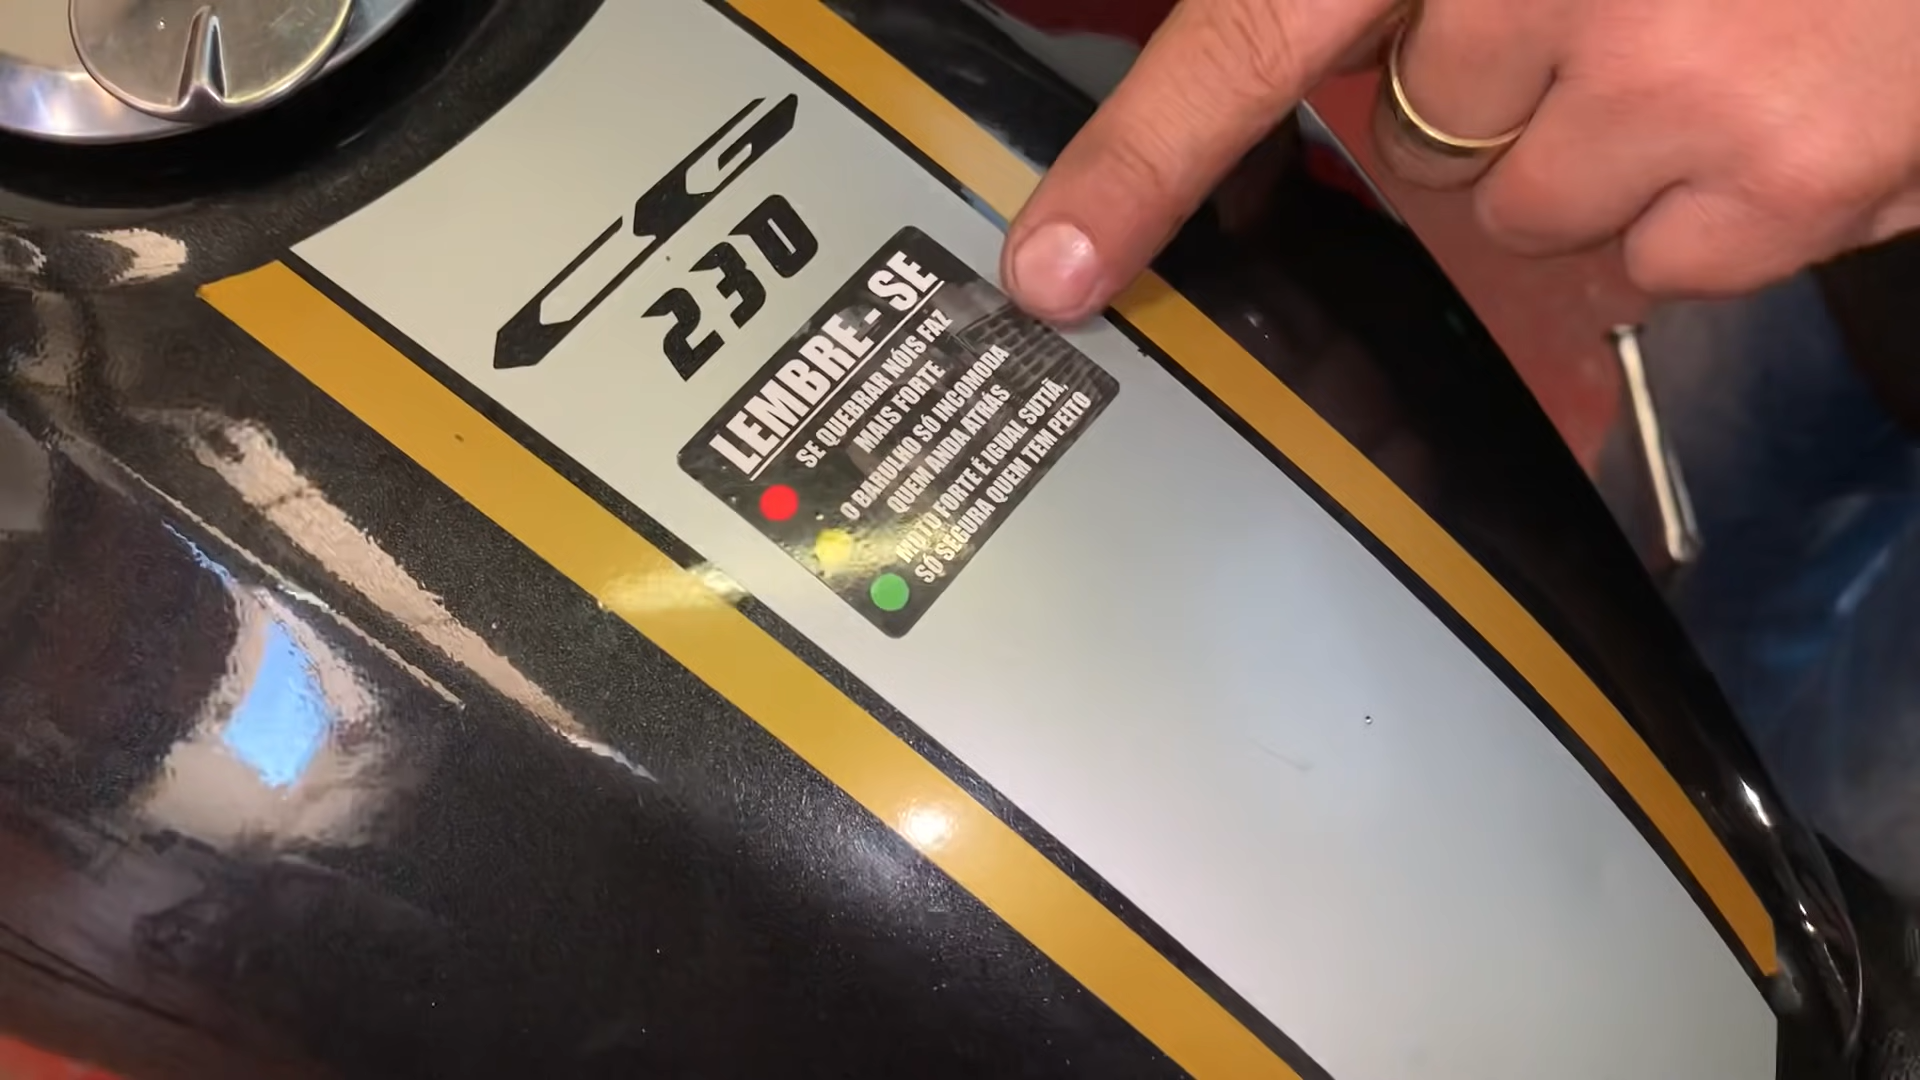 CG
230
LEMBRE-SE
SE QUEBRAR NÓIS FAZ
MAIS FORTE
O BARULHO SÓ INCOMODA
QUEM ANDA ATRÁS
MOTO FORTE É IGUAL SUTIÃ,
SÓ SEGURA QUEM TEM PEITO